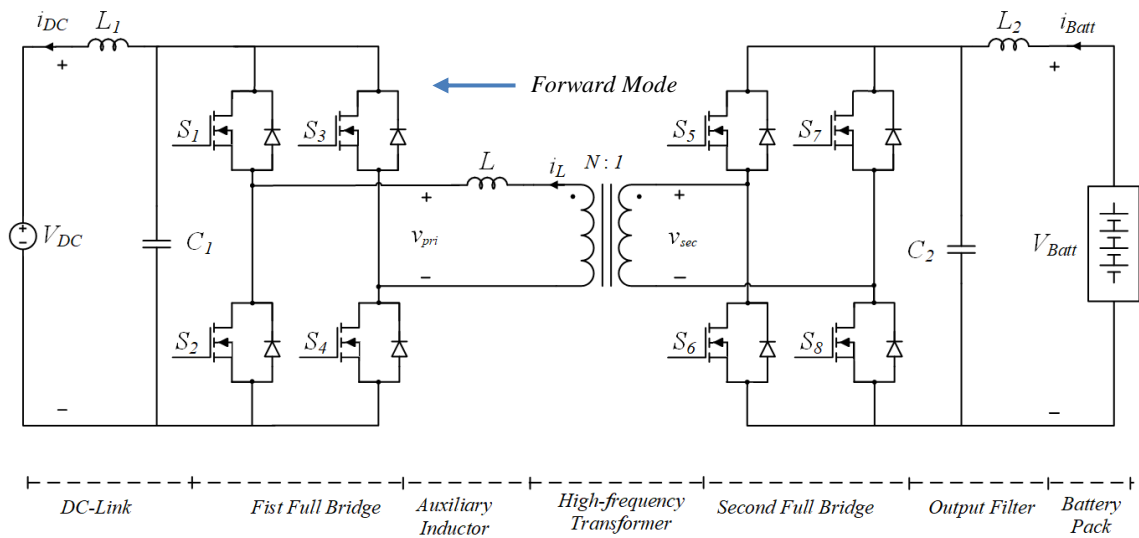 i_DC L_1 L_2 i_Batt
+ Forward Mode +
S_1 S_3 S_5 S_7
L i_L N : 1
+ +
+ V_DC C_1 v_pri v_sec C_2 V_Batt
− − −
S_2 S_4 S_6 S_8
− −
DC-Link Fist Full Bridge Auxiliary Inductor High-frequency Transformer Second Full Bridge Output Filter Battery Pack